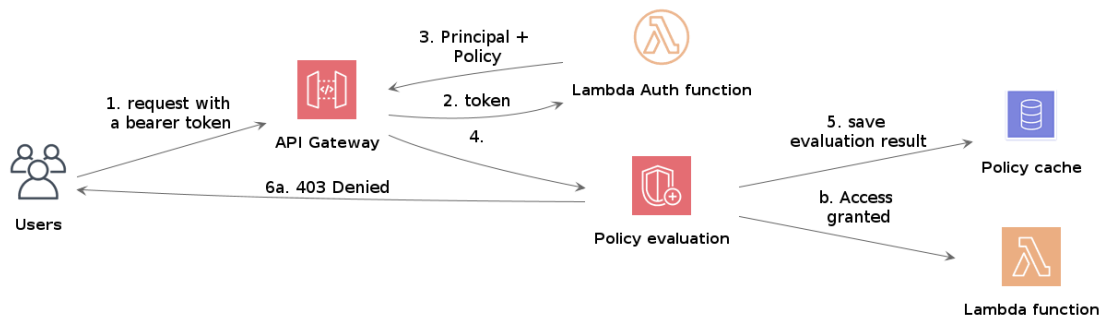 3. Principal +
Policy
Lambda Auth function
1. request with
a bearer token
2. token
API Gateway
4.
5. save
evaluation result
Policy cache
6a. 403 Denied
Users
Policy evaluation
b. Access
granted
Lambda function